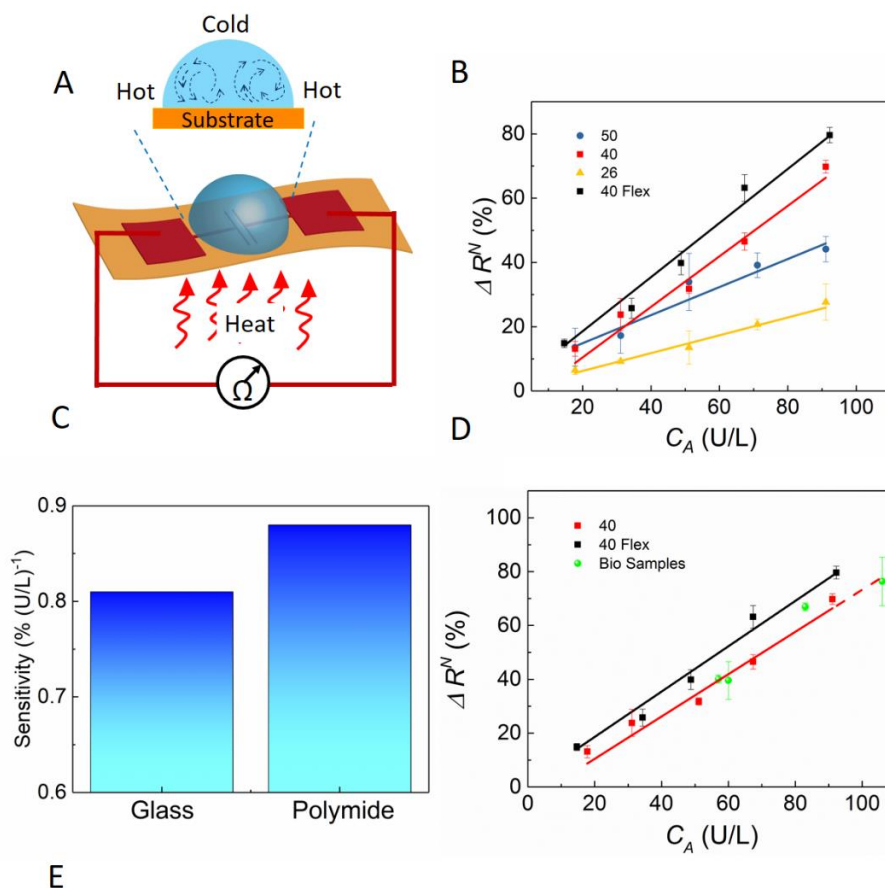 Cold
A
Hot
Hot
Substrate
Heat
Ω
B
80
60
40
20
0
50
40
26
40 Flex
Δ R^N (%)
20
40
60
80
100
C_A (U/L)
C
0.9
0.8
0.7
0.6
Sensitivity (% (U/L)⁻¹)
Glass
Polymide
D
100
80
60
40
20
0
40
40 Flex
Bio Samples
Δ R^N (%)
0
20
40
60
80
100
C_A (U/L)
E